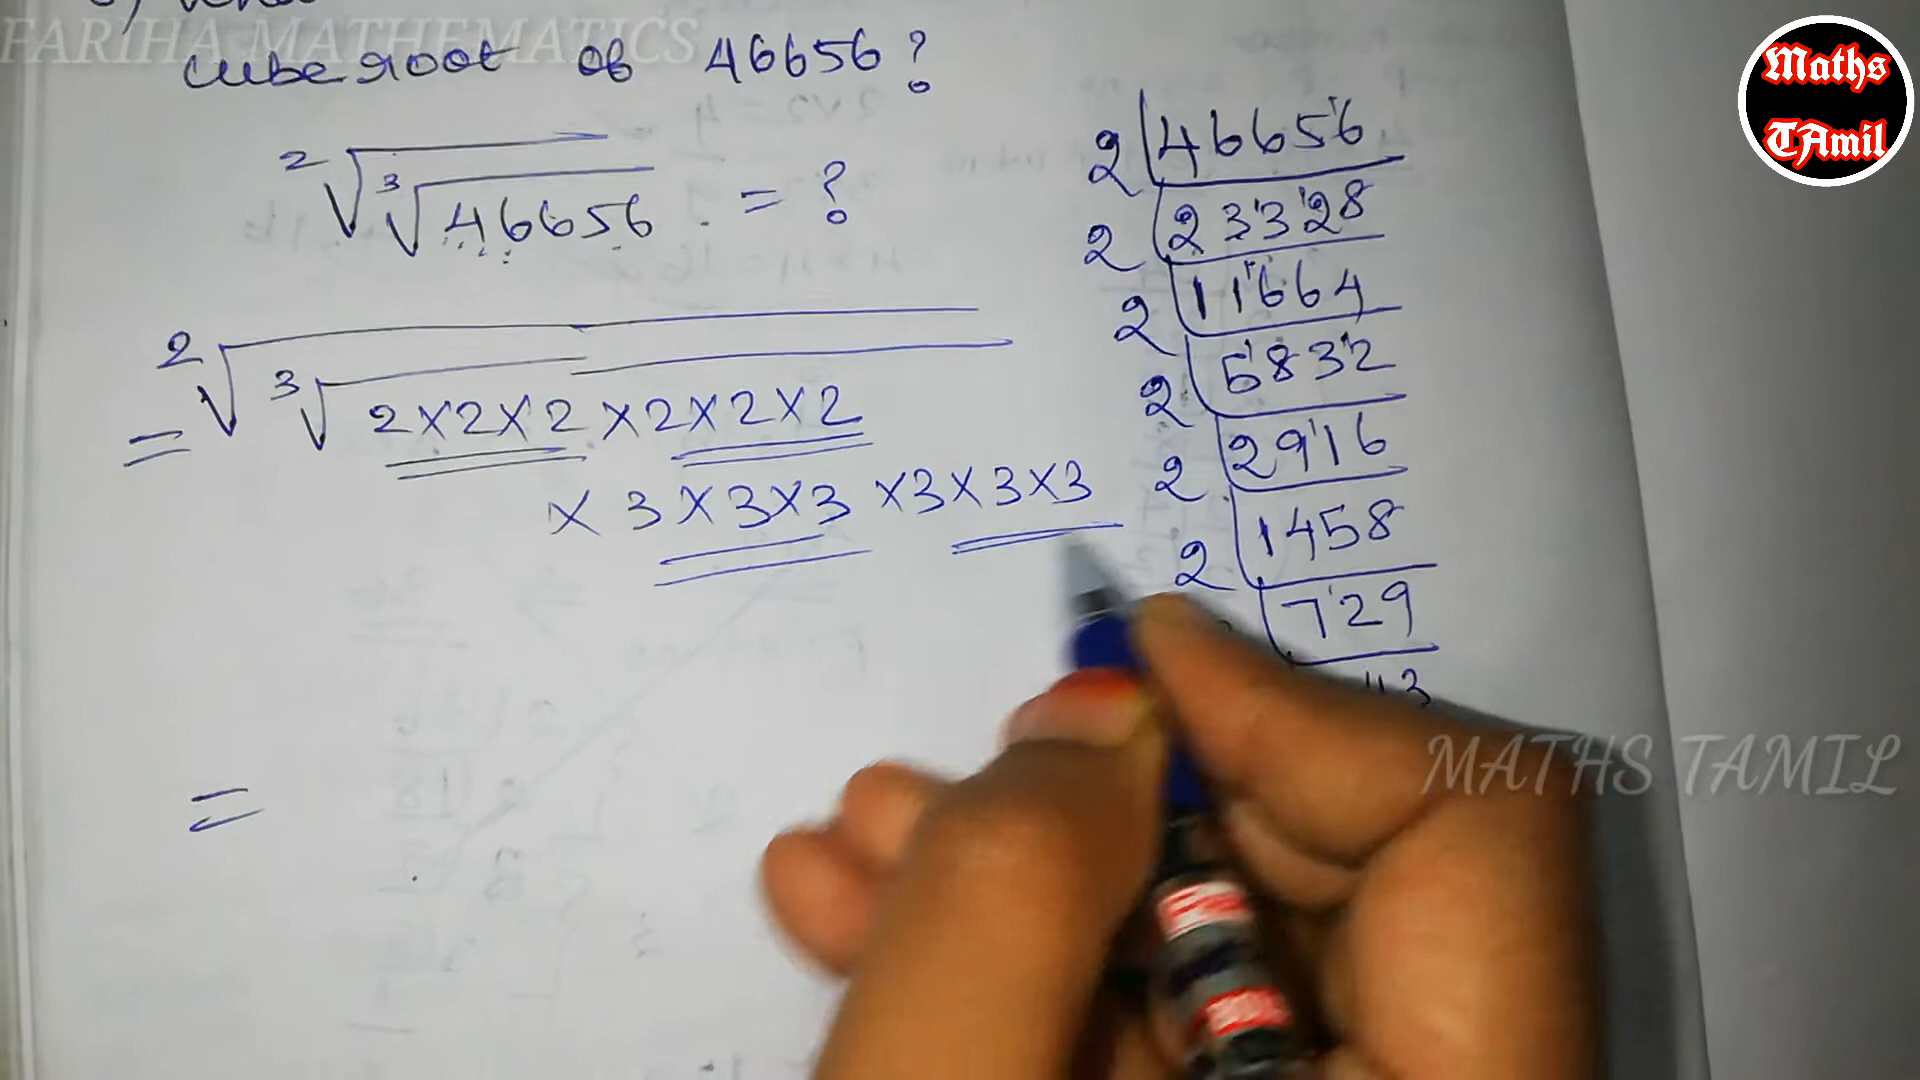 FARIHA MATHEMATICS
cube root of 46656?
²√³√46656 = ?
= ²√³√2×2×2×2×2×2
×3×3×3×3×3×3
=
2 46656
2 23328
2 11664
2 5832
2 2916
2 1458
729
43
Maths
TAmil
MATHS TAMIL